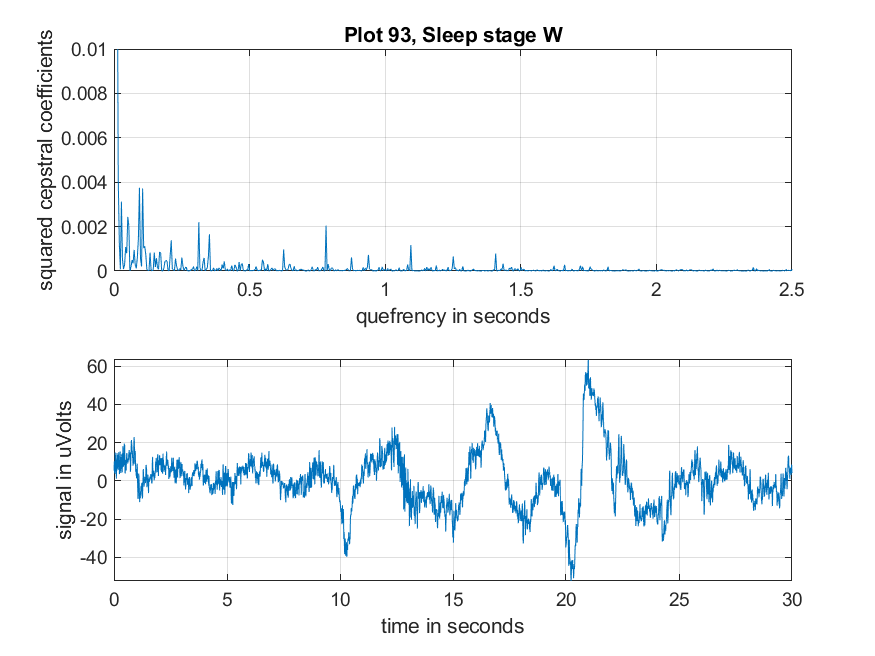 Plot 93, Sleep stage W
squared cepstral coefficients
0.01
0.008
0.006
0.004
0.002
0
0 0.5 1 1.5 2 2.5
quefrency in seconds
signal in uVolts
60
40
20
0
-20
-40
0 5 10 15 20 25 30
time in seconds